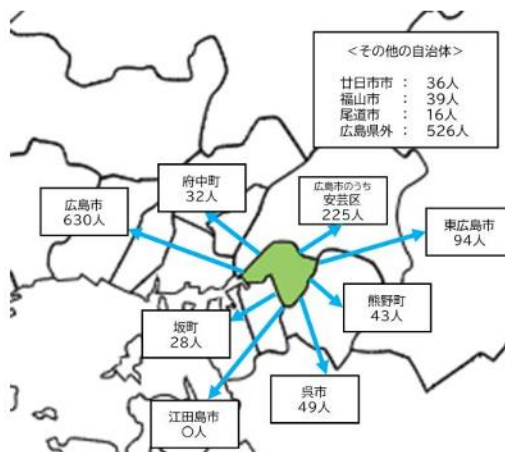 ＜その他の自治体＞
廿日市市 ： 36人
福山市 ： 39人
尾道市 ： 16人
広島県外 ： 526人
府中町
32人
広島市のうち
安芸区
225人
広島市
630人
東広島市
94人
熊野町
43人
坂町
28人
呉市
49人
江田島市
〇人